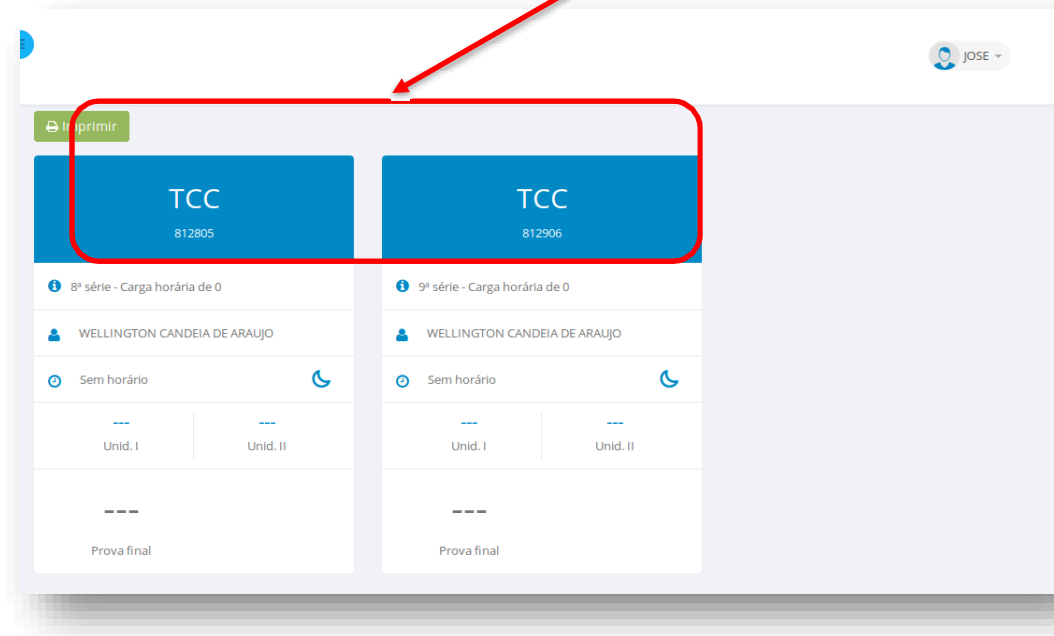 JOSE
Imprimir
TCC
812805
8ª série - Carga horária de 0
WELLINGTON CANDEIA DE ARAUJO
Sem horário
---
Unid. I
---
Unid. II
---
Prova final
TCC
812906
9ª série - Carga horária de 0
WELLINGTON CANDEIA DE ARAUJO
Sem horário
---
Unid. I
---
Unid. II
---
Prova final